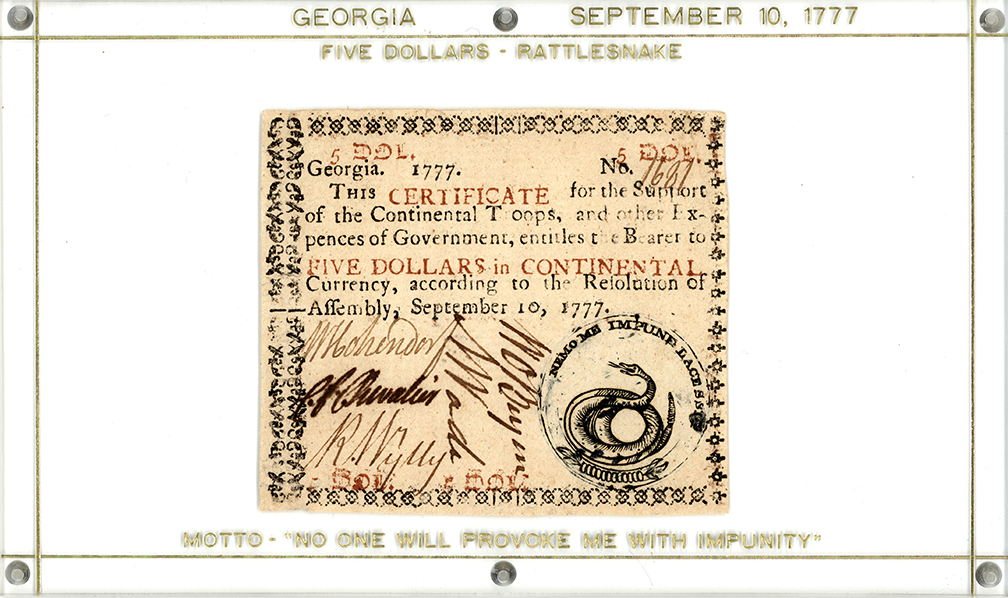 GEORGIA SEPTEMBER 10, 1777
FIVE DOLLARS - RATTLESNAKE
5 DOL. 5 DOL.
Georgia. 1777. No.
THIS CERTIFICATE for the Support
of the Continental Troops, and other Ex-
pences of Government, entitles the Bearer to
FIVE DOLLARS in CONTINENTAL
Currency, according to the Reſolution of
Aſſembly, September 10, 1777.
NEMO ME IMPUNE LACESSET
R. Wylly
5 DOL. 5 DOL.
MOTTO - "NO ONE WILL PROVOKE ME WITH IMPUNITY"